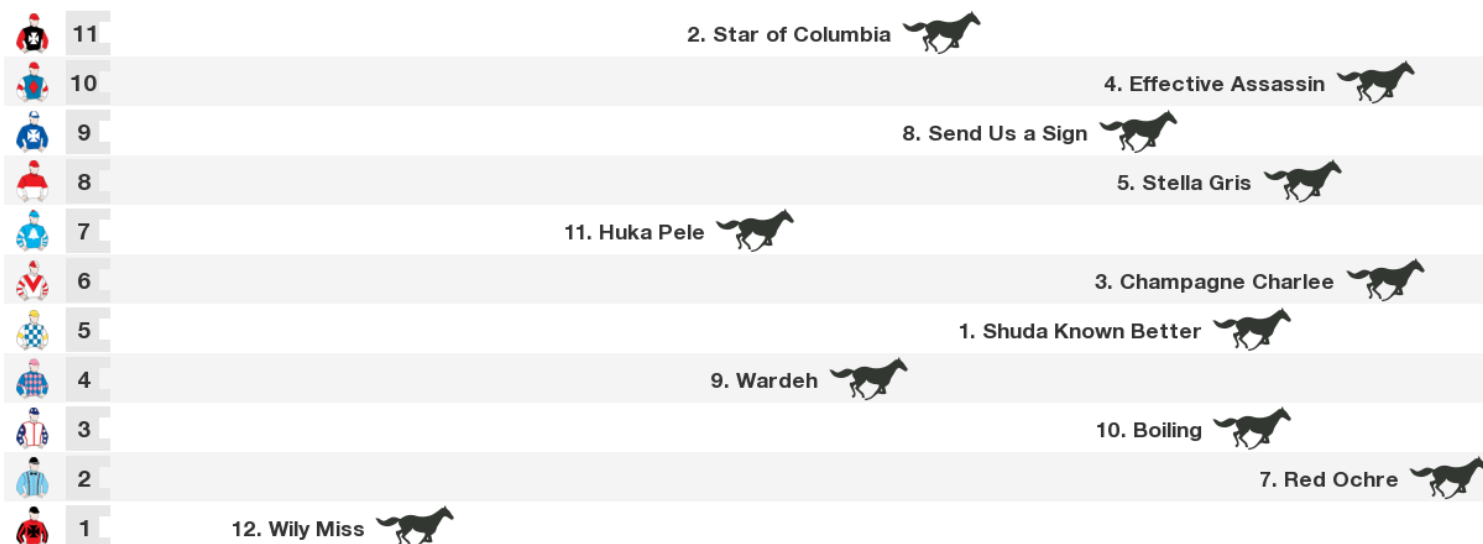 11 2. Star of Columbia
10 4. Effective Assassin
9 8. Send Us a Sign
8 5. Stella Gris
7 11. Huka Pele
6 3. Champagne Charlee
5 1. Shuda Known Better
4 9. Wardeh
3 10. Boiling
2 7. Red Ochre
1 12. Wily Miss